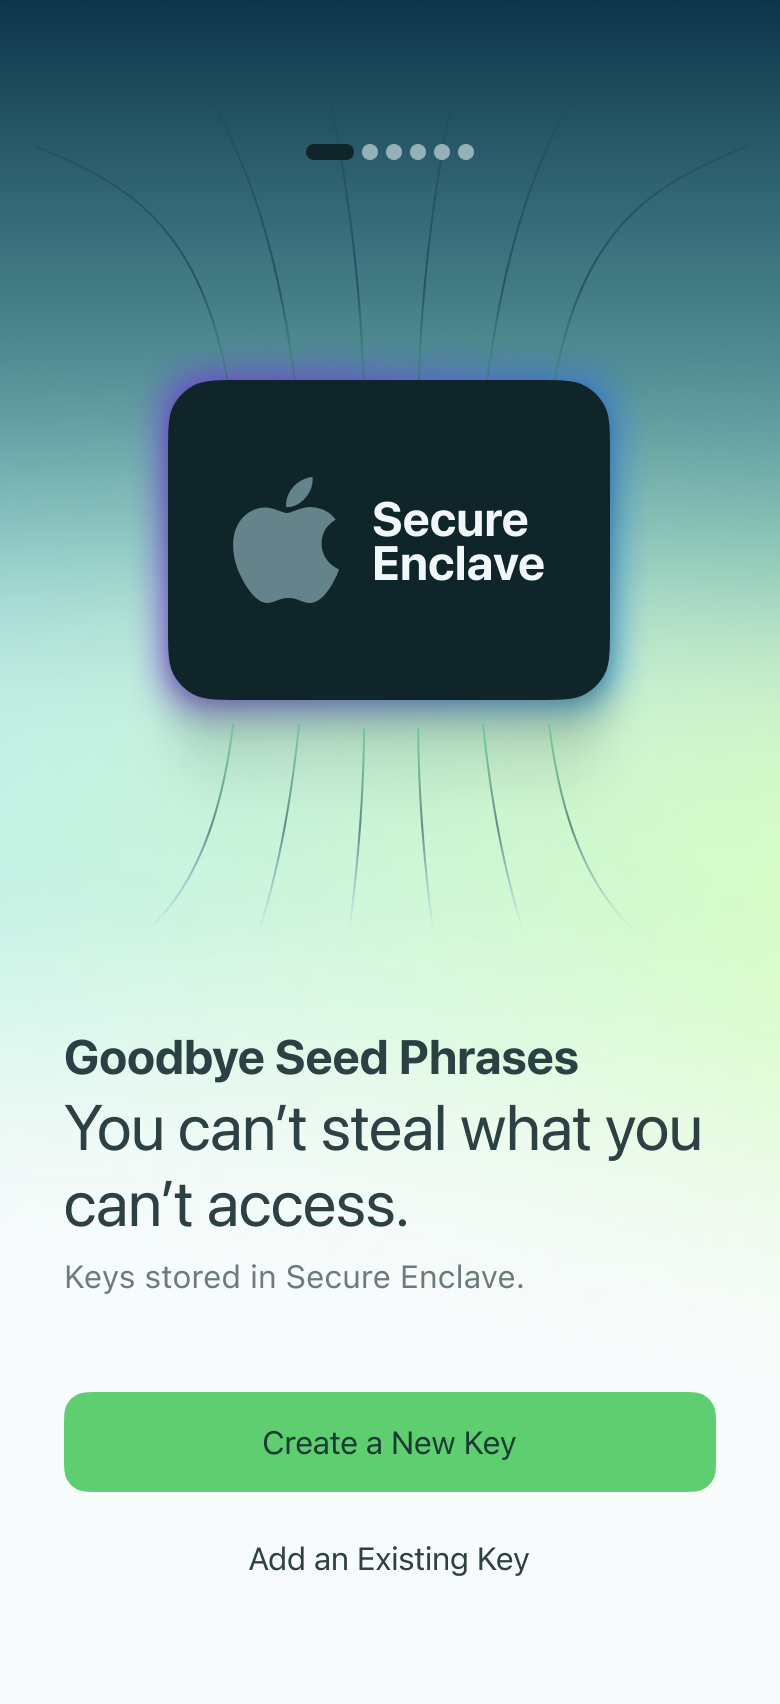 Secure
Enclave
Goodbye Seed Phrases
You can’t steal what you
can’t access.
Keys stored in Secure Enclave.
Create a New Key
Add an Existing Key